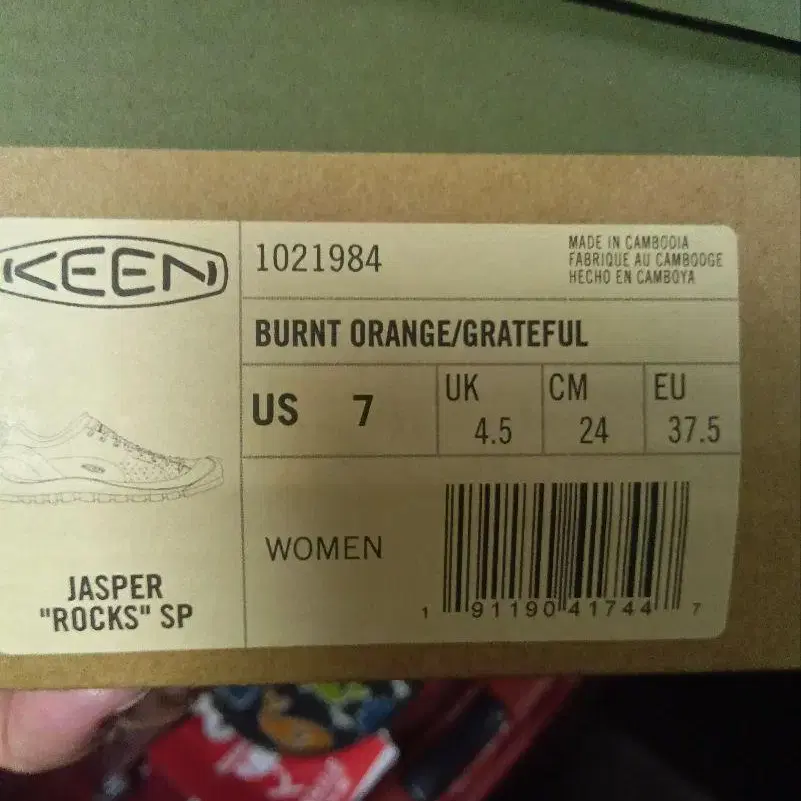 KEEN
1021984
MADE IN CAMBODIA
FABRIQUE AU CAMBODGE
HECHO EN CAMBOYA
BURNT ORANGE/GRATEFUL
US 7
UK 4.5
CM 24
EU 37.5
WOMEN
JASPER
"ROCKS" SP
1 91190 41744 7